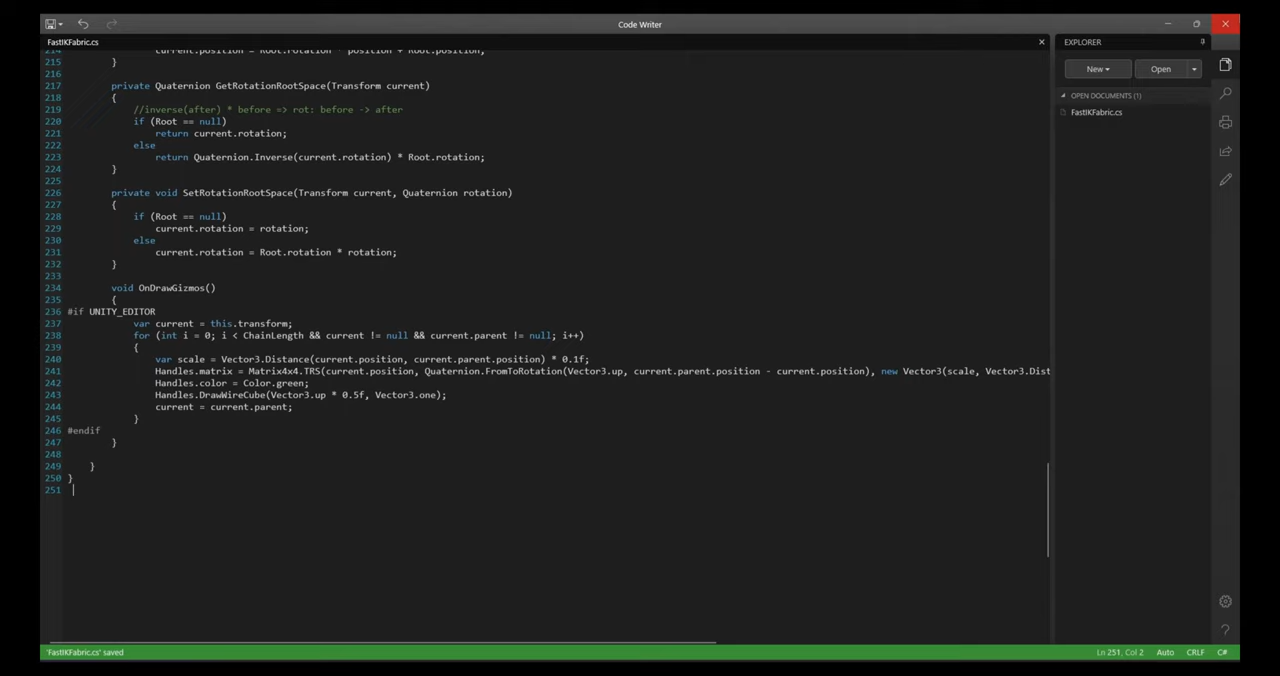 Code Writer
FastIKFabric.cs
EXPLORER
New
Open
OPEN DOCUMENTS (1)
FastIKFabric.cs
214 current.position = Root.rotation * position + Root.position;
215 }
216
217 private Quaternion GetRotationRootSpace(Transform current)
218 {
219 //inverse(after) * before => rot: before -> after
220 if (Root == null)
221 return current.rotation;
222 else
223 return Quaternion.Inverse(current.rotation) * Root.rotation;
224 }
225
226 private void SetRotationRootSpace(Transform current, Quaternion rotation)
227 {
228 if (Root == null)
229 current.rotation = rotation;
230 else
231 current.rotation = Root.rotation * rotation;
232 }
233
234 void OnDrawGizmos()
235 {
236 #if UNITY_EDITOR
237 var current = this.transform;
238 for (int i = 0; i < ChainLength && current != null && current.parent != null; i++)
239 {
240 var scale = Vector3.Distance(current.position, current.parent.position) * 0.1f;
241 Handles.matrix = Matrix4x4.TRS(current.position, Quaternion.FromToRotation(Vector3.up, current.parent.position - current.position), new Vector3(scale, Vector3.Dist
242 Handles.color = Color.green;
243 Handles.DrawWireCube(Vector3.up * 0.5f, Vector3.one);
244 current = current.parent;
245 }
246 #endif
247 }
248
249 }
250 }
251
'FastIKFabric.cs' saved
Ln 251, Col 2 Auto CRLF C#